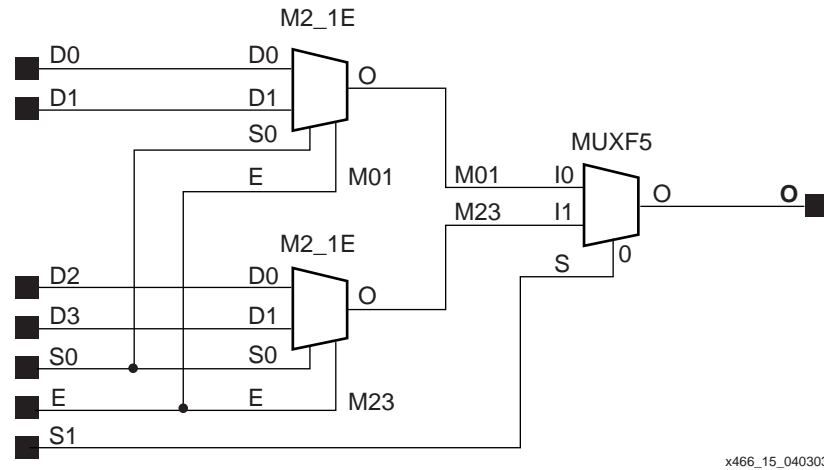 M2_1E
D0 D0
O
D1 D1
S0 MUXF5
E M01 M01 I0
O O
M23 I1
M2_1E
S 0
D2 D0
O
D3 D1
S0 S0
E E M23
S1
x466_15_040303